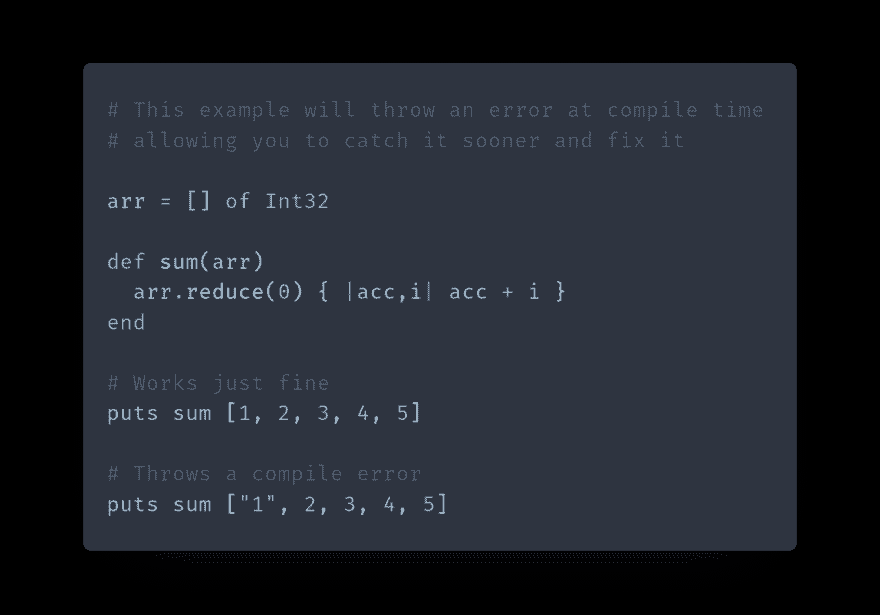 # This example will throw an error at compile time
# allowing you to catch it sooner and fix it
arr = [] of Int32
def sum(arr)
  arr.reduce(0) { |acc,i| acc + i }
end
# Works just fine
puts sum [1, 2, 3, 4, 5]
# Throws a compile error
puts sum ["1", 2, 3, 4, 5]